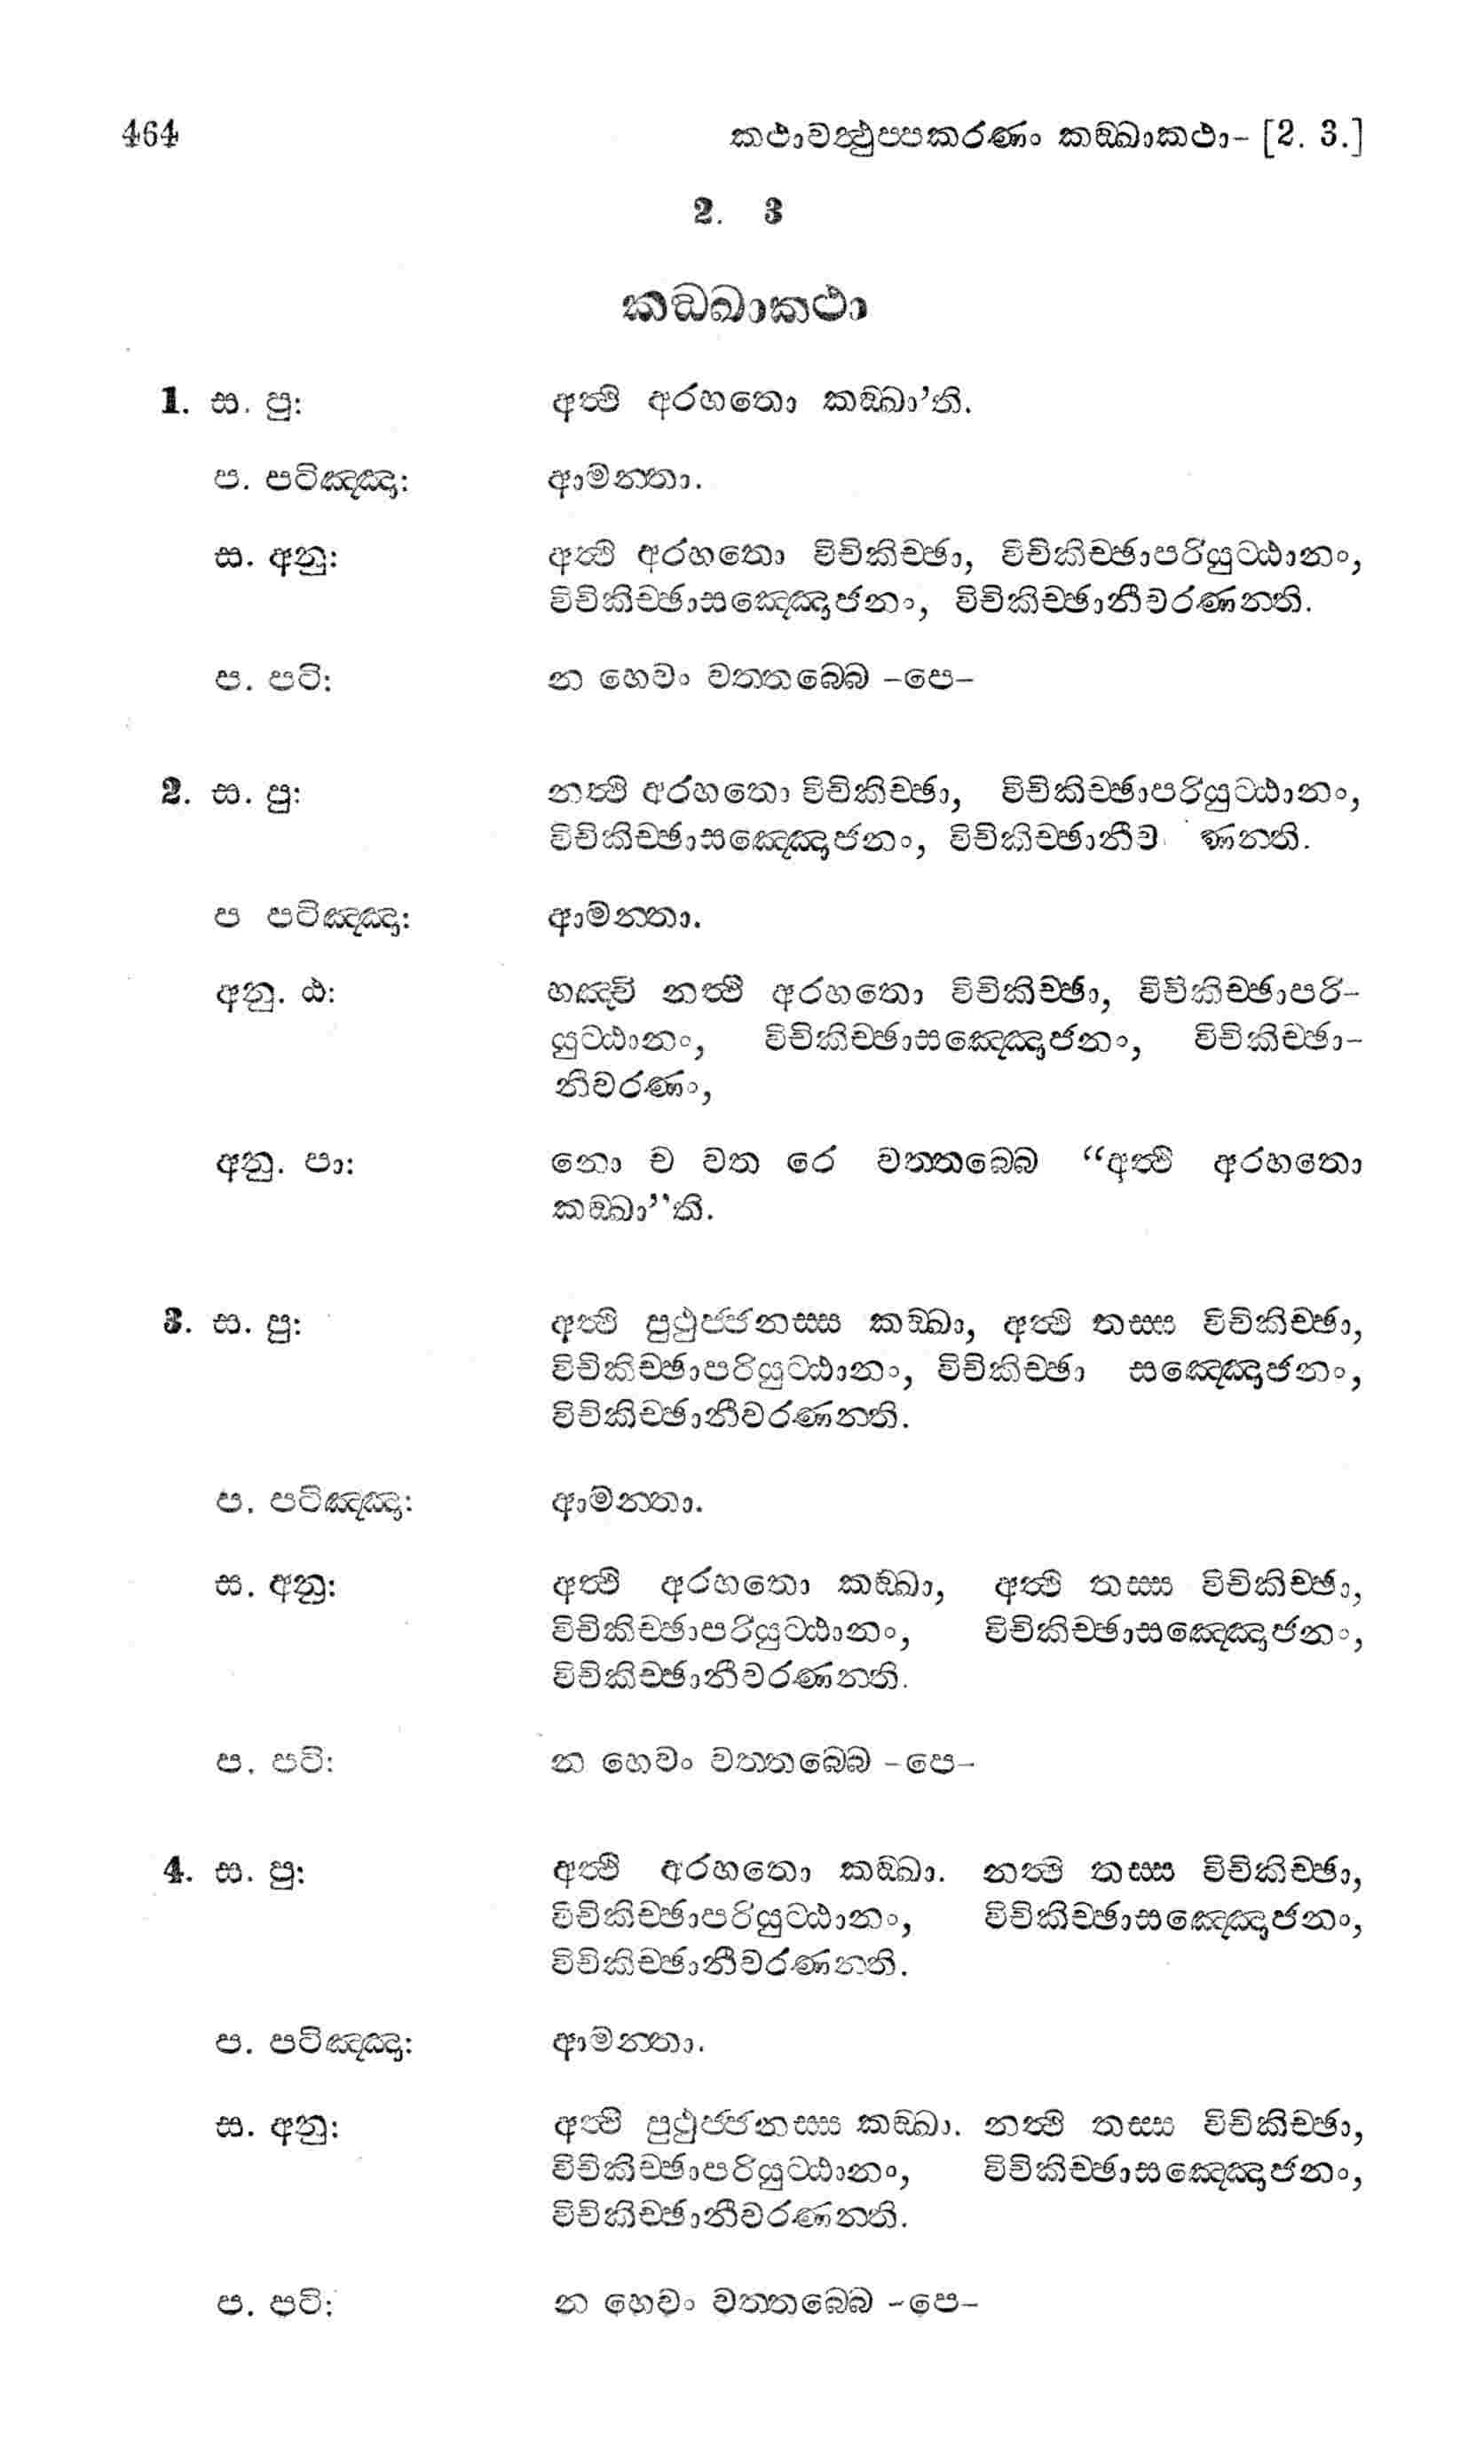 464 කථාවත්‍ථුප්පකරණං කඞ්ඛාකථා- [2. 3.]
2. 3
කඞ්ඛාකථා
1. ස. පු: අත්‍ථි අරහතො කඞ්ඛා’ති.
ප. පටිඤ්ඤා: ආමන්තා.
ස. අනු: අත්‍ථි අරහතො විචිකිච්ඡා, විචිකිච්ඡාපරියුට්ඨානං,
විචිකිච්ඡාසඤ්ඤොජනං, විචිකිච්ඡානීවරණන්ති.
ප. පටි: න හෙවං වත්තබ්බෙ -පෙ-
2. ස. පු: නත්‍ථි අරහතො විචිකිච්ඡා, විචිකිච්ඡාපරියුට්ඨානං,
විචිකිච්ඡාසඤ්ඤොජනං, විචිකිච්ඡානීව ණන්ති.
ප පටිඤ්ඤා: ආමන්තා.
අනු. ඨ: හඤ්චි නත්‍ථි අරහතො විචිකිච්ඡා, විචිකිච්ඡාපරි-
යුට්ඨානං, විචිකිච්ඡාසඤ්ඤොජනං, විචිකිච්ඡා-
නීවරණං,
අනු. පා: නො ච වත රෙ වත්තබ්බෙ “අත්‍ථි අරහතො
කඞ්ඛා”ති.
3. ස. පු: අත්‍ථි පුථුජ්ජනස්ස කඞ්ඛා, අත්‍ථි තස්ස විචිකිච්ඡා,
විචිකිච්ඡාපරියුට්ඨානං, විචිකිච්ඡා සඤ්ඤොජනං,
විචිකිච්ඡානීවරණන්ති.
ප. පටිඤ්ඤා: ආමන්තා.
ස. අනු: අත්‍ථි අරහතො කඞ්ඛා, අත්‍ථි තස්ස විචිකිච්ඡා,
විචිකිච්ඡාපරියුට්ඨානං, විචිකිච්ඡාසඤ්ඤොජනං,
විචිකිච්ඡානීවරණන්ති.
ප. පටි: න හෙවං වත්තබ්බෙ -පෙ-
4. ස. පු: අත්‍ථි අරහතො කඞ්ඛා. නත්‍ථි තස්ස විචිකිච්ඡා,
විචිකිච්ඡාපරියුට්ඨානං, විචිකිච්ඡාසඤ්ඤොජනං,
විචිකිච්ඡානීවරණන්ති.
ප. පටිඤ්ඤා: ආමන්තා.
ස. අනු: අත්‍ථි පුථුජ්ජනස්ස කඞ්ඛා. නත්‍ථි තස්ස විචිකිච්ඡා,
විචිකිච්ඡාපරියුට්ඨානං, විචිකිච්ඡාසඤ්ඤොජනං,
විචිකිච්ඡානීවරණන්ති.
ප. පටි: න හෙවං වත්තබ්බෙ -පෙ-